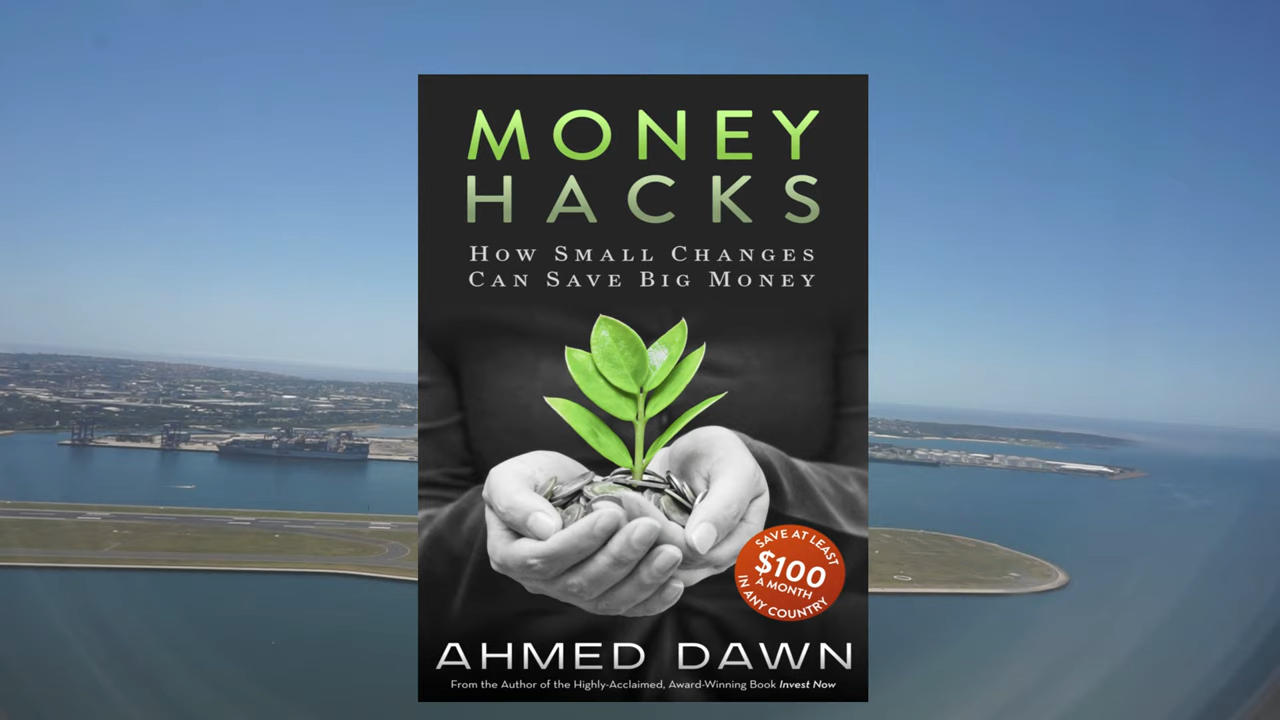 MONEY
HACKS
HOW SMALL CHANGES
CAN SAVE BIG MONEY
SAVE AT LEAST
$100
A MONTH
IN ANY COUNTRY
AHMED DAWN
From the Author of the Highly-Acclaimed, Award-Winning Book Invest Now